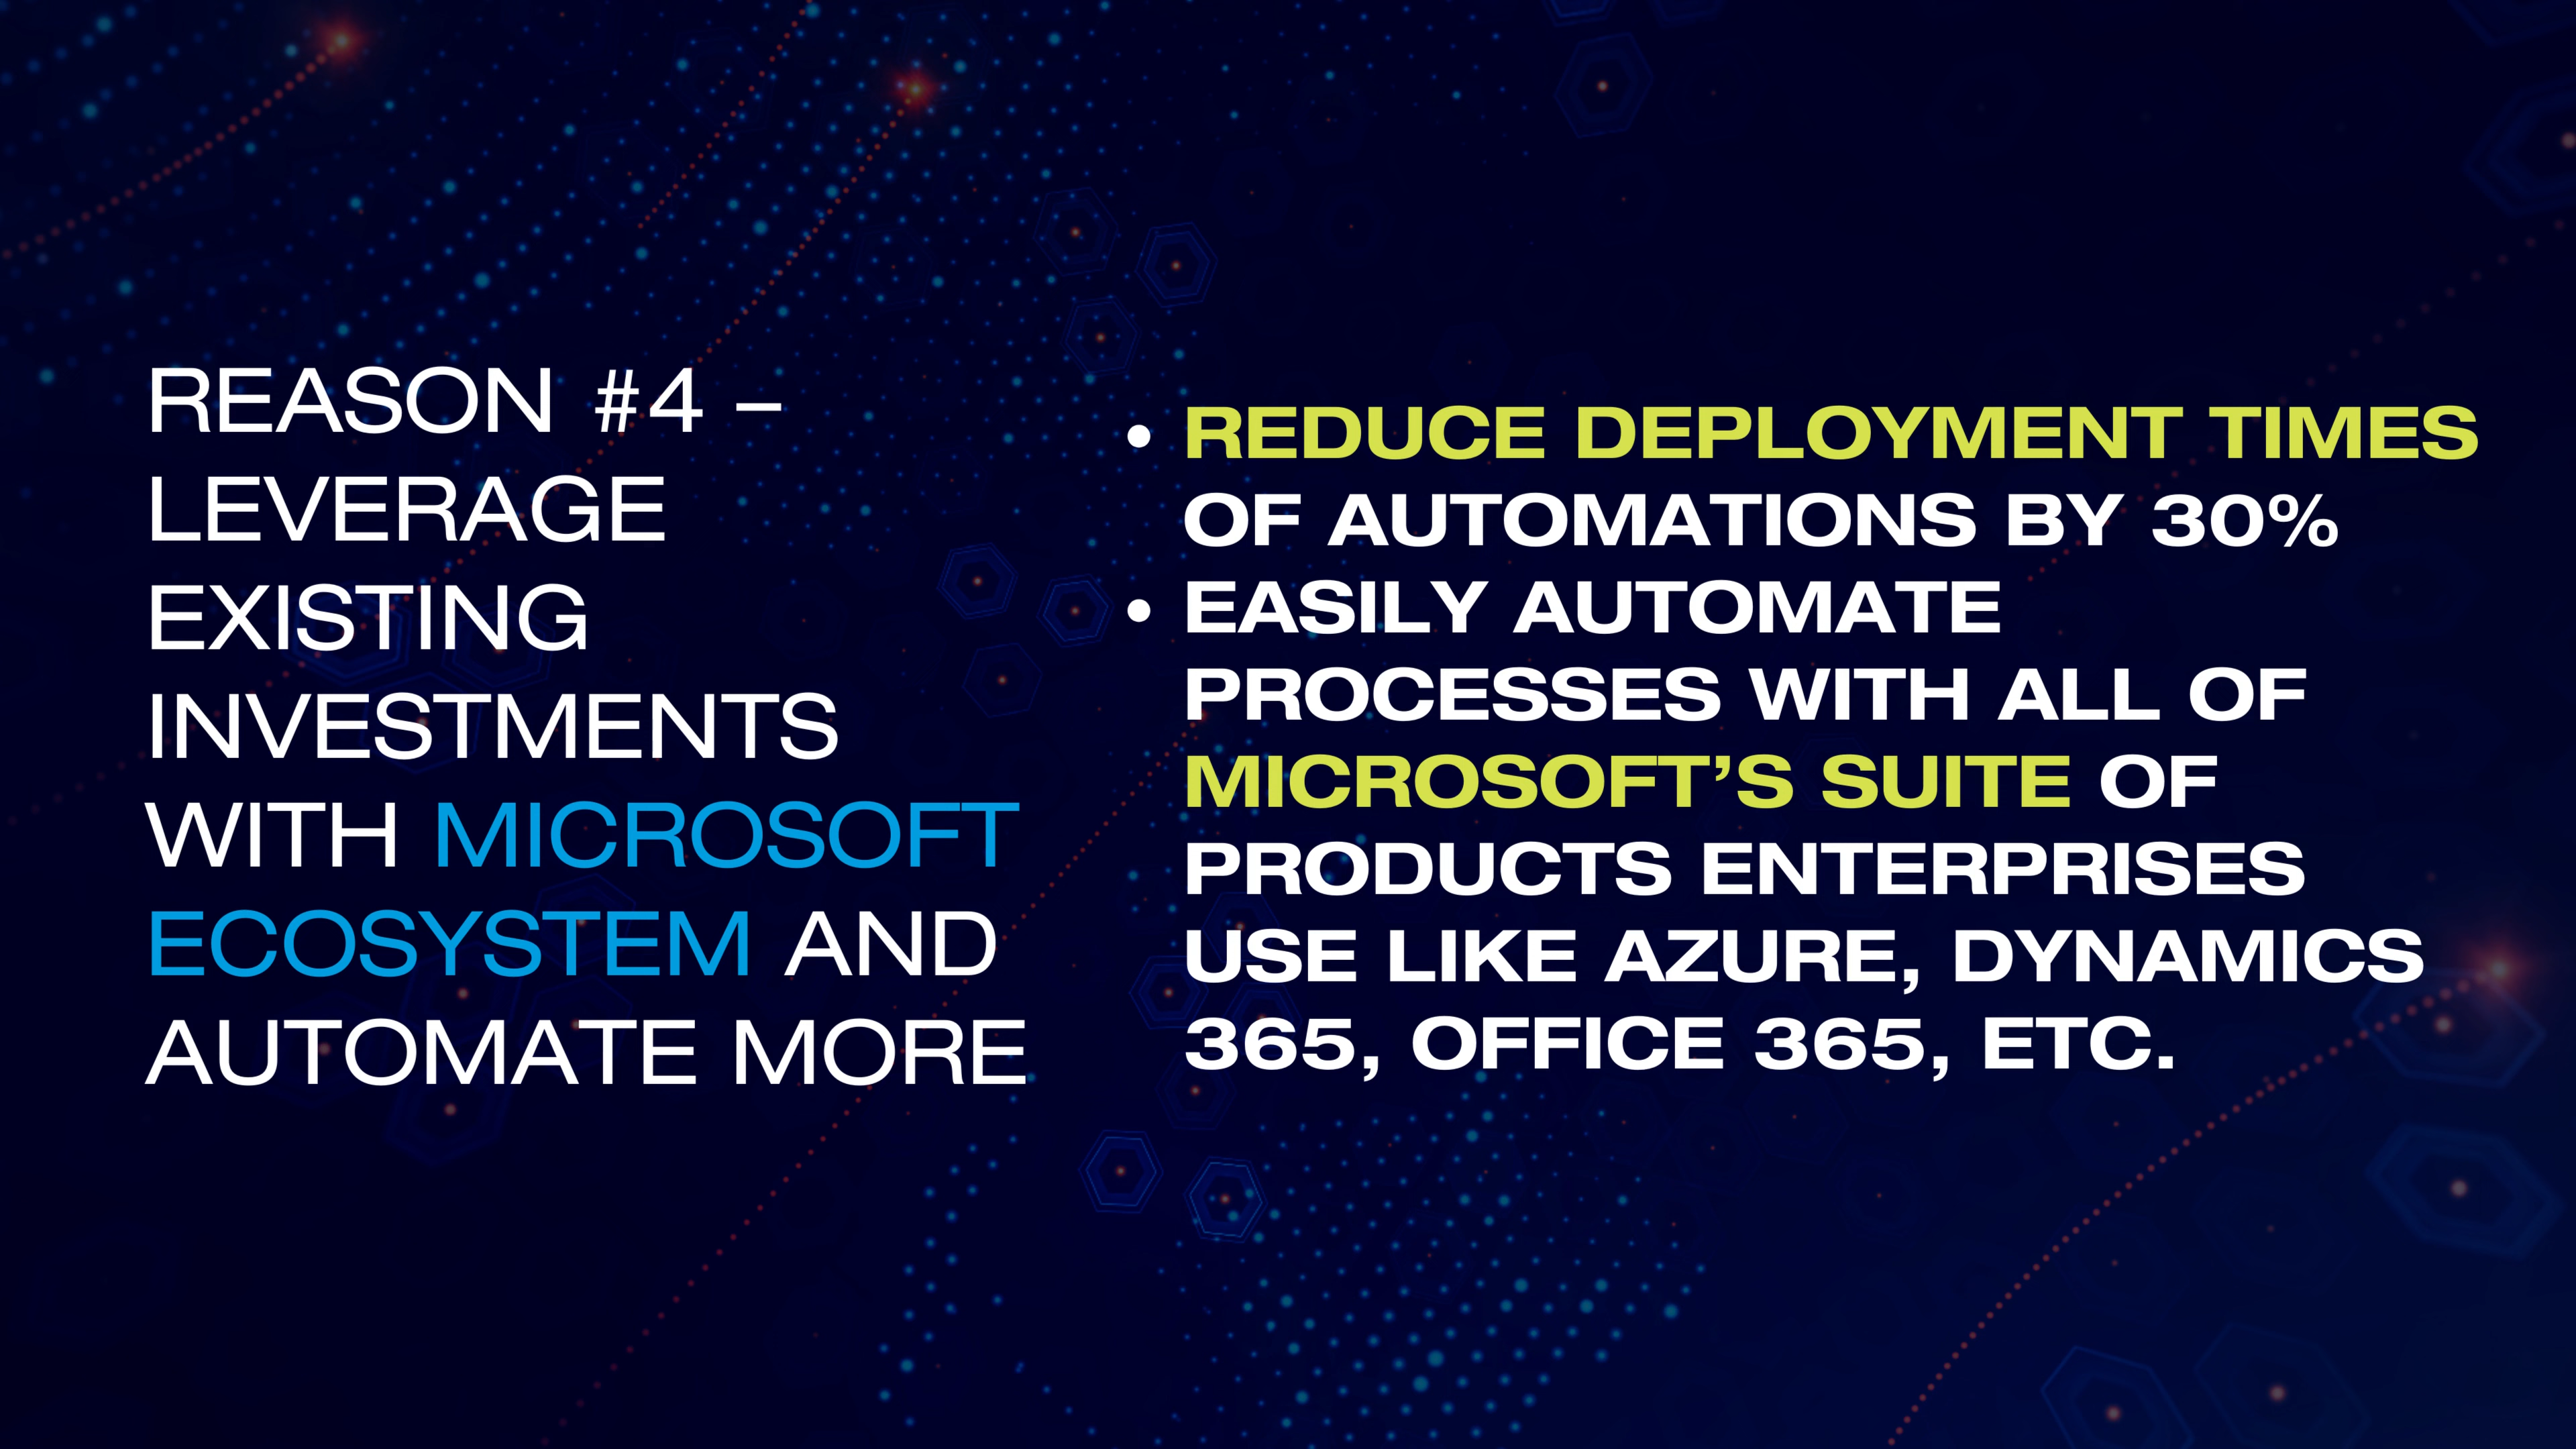 REASON #4 –
LEVERAGE
EXISTING
INVESTMENTS
WITH MICROSOFT
ECOSYSTEM AND
AUTOMATE MORE
• REDUCE DEPLOYMENT TIMES
OF AUTOMATIONS BY 30%
• EASILY AUTOMATE
PROCESSES WITH ALL OF
MICROSOFT’S SUITE OF
PRODUCTS ENTERPRISES
USE LIKE AZURE, DYNAMICS
365, OFFICE 365, ETC.